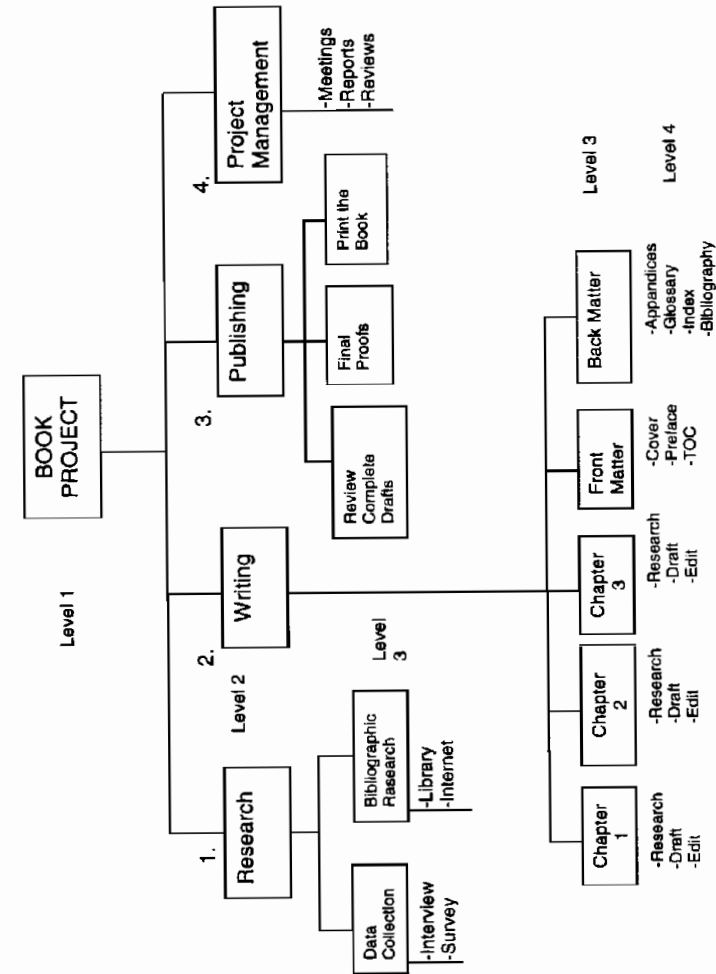 BOOK
PROJECT
Level 1
1.
Research
Level 2
2.
Writing
3.
Publishing
4.
Project
Management
Data
Collection
-Interview
-Survey
Bibliographic
Rasearch
-Library
-Internet
Level
3
Review
Complete
Drafts
Final
Proofs
Print the
Book
-Meetings
-Reports
-Reviews
Chapter
1
-Research
-Draft
-Edit
Chapter
2
-Research
-Draft
-Edit
Chapter
3
-Research
-Draft
-Edit
Front
Matter
-Cover
-Preface
-TOC
Back Matter
-Appandices
-Glossary
-Index
-Bibliography
Level 3
Level 4